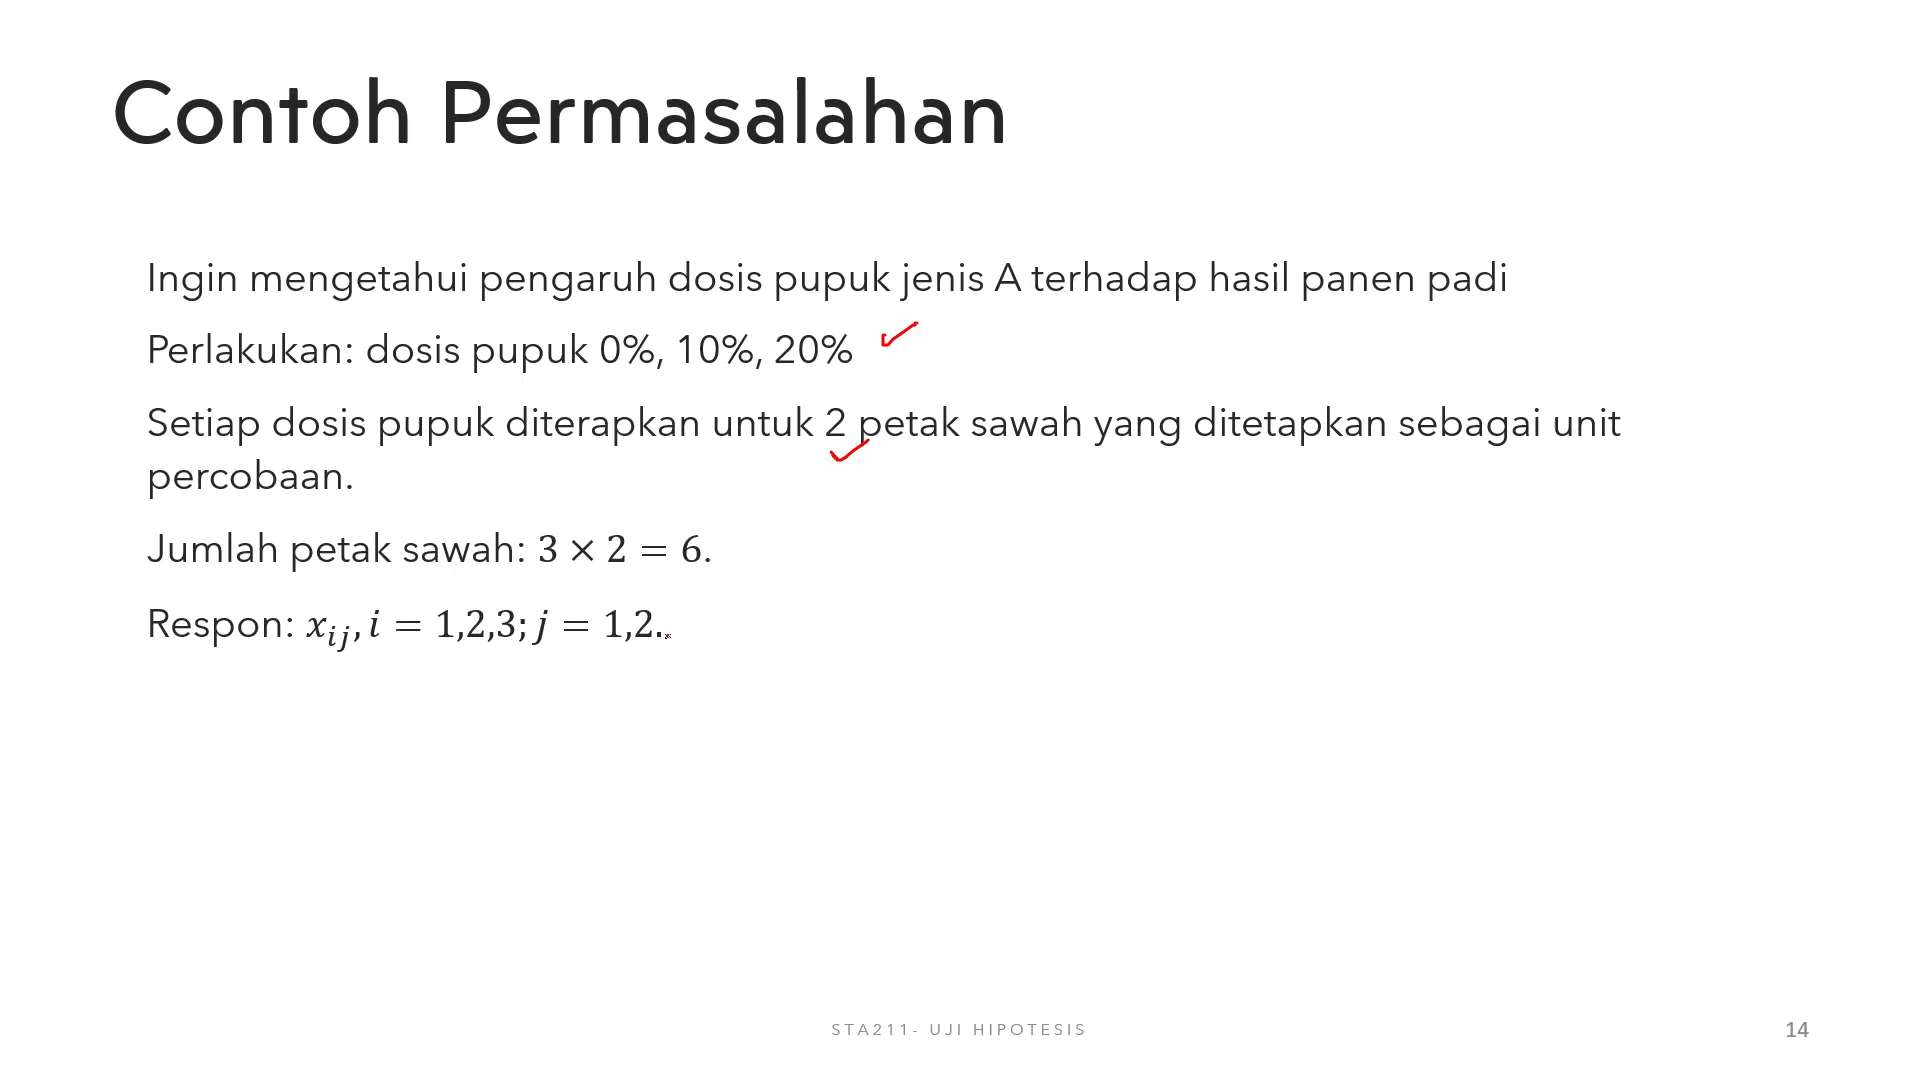 Contoh Permasalahan
Ingin mengetahui pengaruh dosis pupuk jenis A terhadap hasil panen padi
Perlakukan: dosis pupuk 0%, 10%, 20%
Setiap dosis pupuk diterapkan untuk 2 petak sawah yang ditetapkan sebagai unit
percobaan.
Jumlah petak sawah: 3 × 2 = 6.
Respon: xᵢⱼ, i = 1,2,3; j = 1,2.
STA211- UJI HIPOTESIS
14